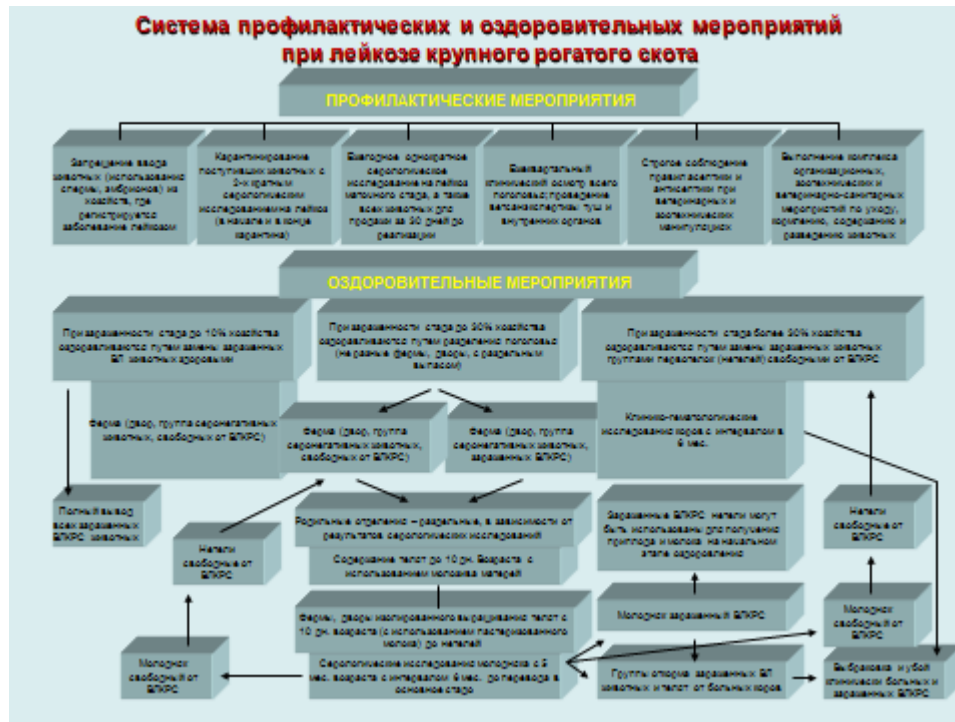 Система профилактических и оздоровительных мероприятий
при лейкозе крупного рогатого скота
ПРОФИЛАКТИЧЕСКИЕ МЕРОПРИЯТИЯ
Запрещение ввода
животных (использование
спермы, эмбрионов) из
хозяйств, где
регистрируется
заболевание лейкозом
Карантинирование
поступивших животных с
2-х кратным
серологическим
исследованием на лейкоз
(в начале и в конце
карантина)
Ежегодное однократное
серологическое
исследование на лейкоз
маточного стада, а также
всех животных для
продажи за 30 дней до
реализации
Ежеквартальный
клинический осмотр всего
поголовья; проведение
ветсанэкспертизы туш и
внутренних органов.
Строгое соблюдение
правил асептики и
антисептики при
ветеринарных и
зоотехнических
манипуляциях
Выполнение комплекса
организационных,
зоотехнических и
ветеринарно-санитарных
мероприятий по уходу,
кормлению, содержанию и
разведению животных
ОЗДОРОВИТЕЛЬНЫЕ МЕРОПРИЯТИЯ
При зараженности стада до 10% хозяйства
оздоравливаются путем замены зараженных
ВЛ животных здоровыми
При зараженности стада до 30% хозяйства
оздоравливаются путем разделения поголовья
(на разные фермы, дворы, с раздельным
выпасом)
При зараженности стада более 30% хозяйства
оздоравливаются путем замены зараженных животных
группами первотелок (нетелей) свободными от ВЛКРС
Ферма (двор, группа серонегативных
животных, свободных от ВЛКРС)
Ферма (двор, группа
серонегативных животных,
свободных от ВЛКРС)
Ферма (двор, группа
серонегативных животных,
зараженных ВЛКРС)
Клинико-гематологические
исследования коров с интервалом в
6 мес.
Полный вывод
всех зараженных
ВЛКРС животных
Нетели
свободные от
ВЛКРС
Родильные отделения – раздельные, в зависимости от
результатов серологических исследований
Содержание телят до 10 дн. Возраста с
использованием молозива матерей
Зараженные ВЛКРС нетели могут
быть использованы для получения
приплода и молока на начальном
этапе оздоровления
Нетели
свободные от
ВЛКРС
Фермы, дворы изолированного выращивания телят с
10 дн. возраста (с использованием пастеризованного
молока) до нетелей
Молодняк зараженный ВЛКРС
Молодняк
свободный от
ВЛКРС
Молодняк
свободный от
ВЛКРС
Серологические исследования молодняка с 6
мес. возраста с интервалом 6 мес. до перевода в
основное стадо
Группы откорма зараженных ВЛ
животных и телят от больных коров
Выбраковка и убой
клинически больных и
зараженных ВЛКРС